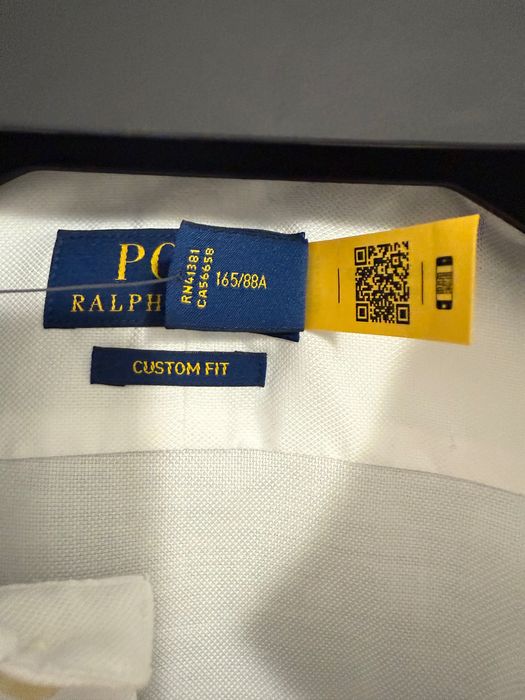 PO
RALPH
RN41381
CA56658
165/88A
CUSTOM FIT